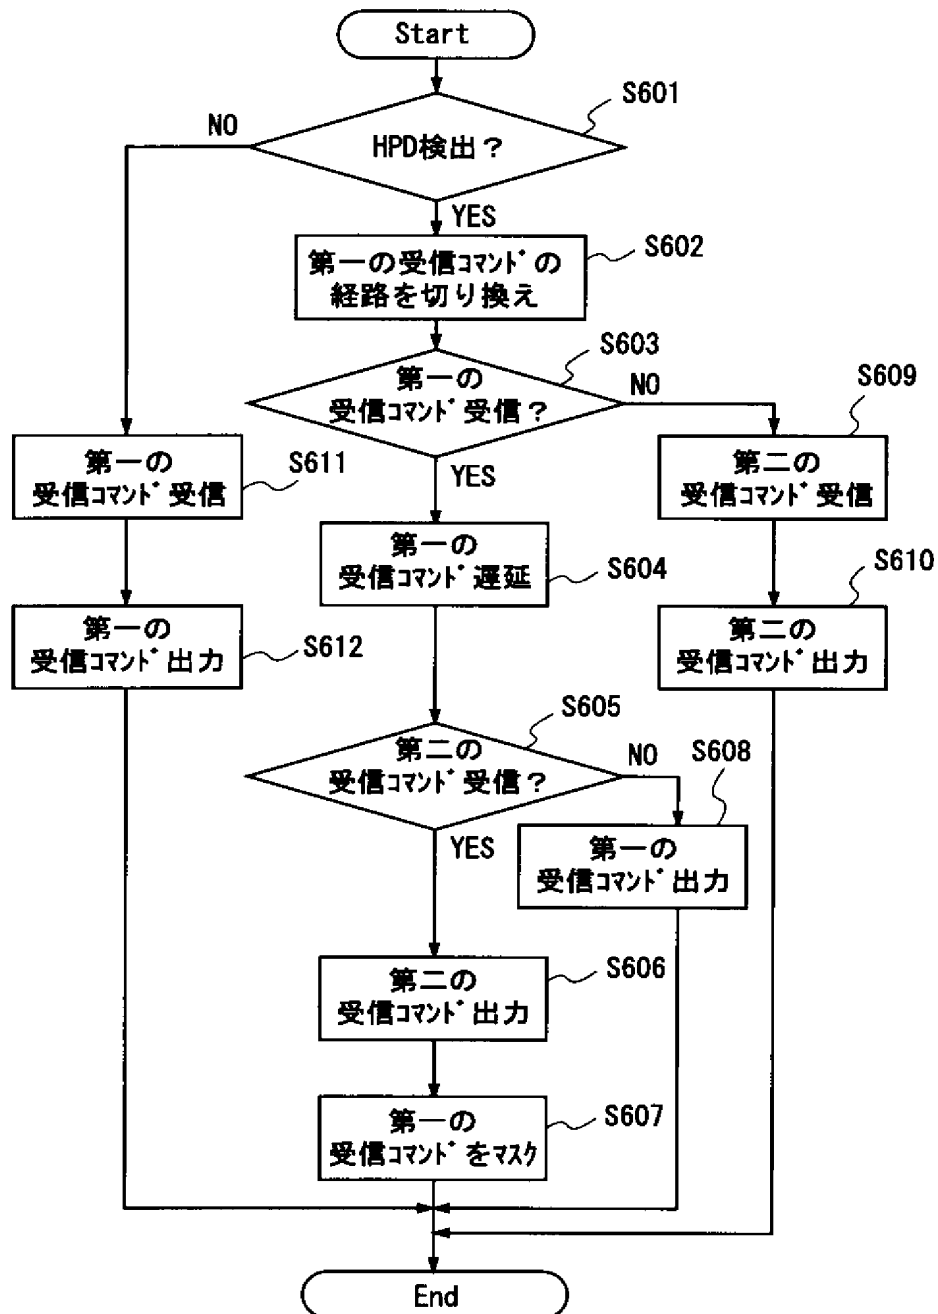 Start
S601
NO
HPD検出?
YES
S602
第一の受信コマンドの
経路を切り換え
S603
第一の
受信コマンド受信?
NO
S609
YES
第一の
受信コマンド受信
S611
第二の
受信コマンド受信
第一の
受信コマンド遅延
S604
S610
第一の
受信コマンド出力
S612
第二の
受信コマンド出力
S605
第二の
受信コマンド受信?
NO
S608
YES
第一の
受信コマンド出力
第二の
受信コマンド出力
S606
第一の
受信コマンドをマスク
S607
End